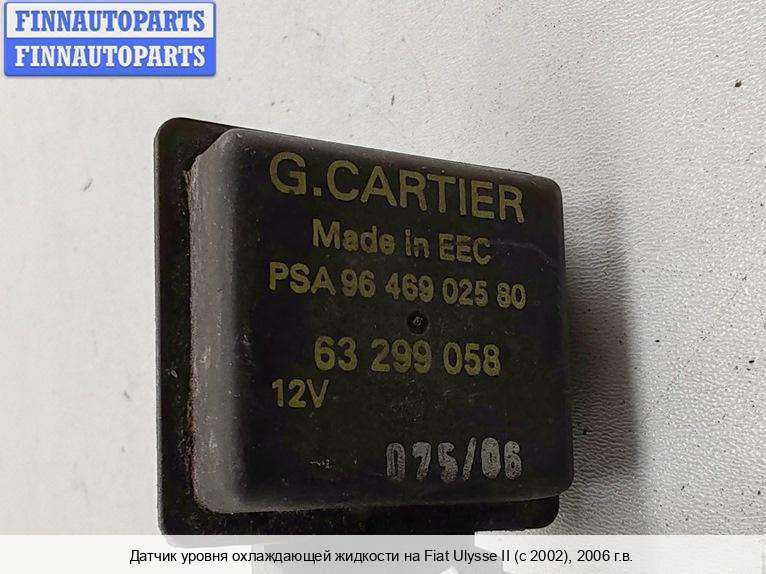 FINNAUTOPARTS
FINNAUTOPARTS
G.CARTIER
Made in EEC
PSA 96 469 025 80
63 299 058
12V
075/06
Датчик уровня охлаждающей жидкости на Fiat Ulysse II (с 2002), 2006 г.в.